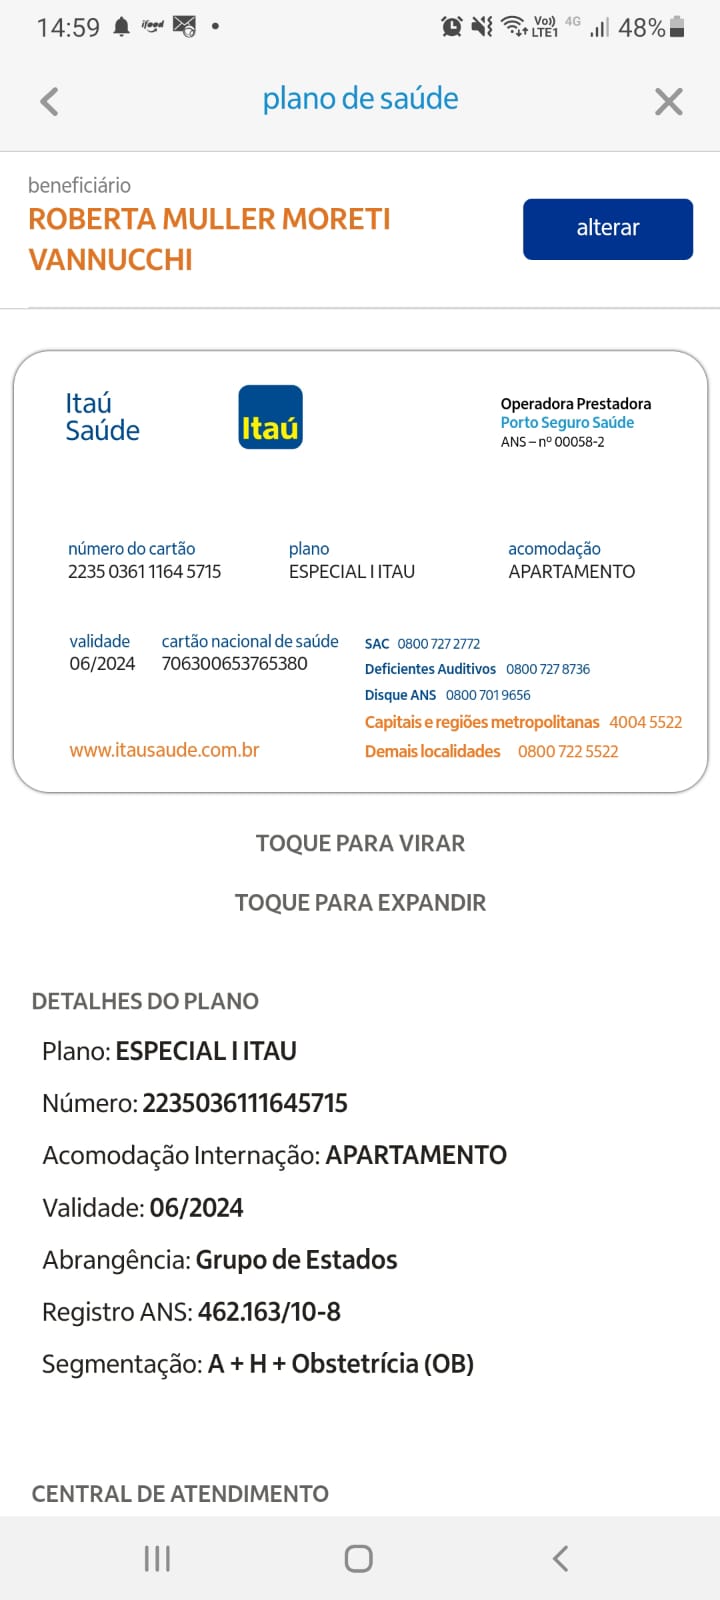 14:59 ifood Vo)) LTE1 4G 48%
plano de saúde
beneficiário
ROBERTA MULLER MORETI
VANNUCCHI
alterar
Itaú
Saúde
Itaú
Operadora Prestadora
Porto Seguro Saúde
ANS – nº 00058-2
número do cartão
2235 0361 1164 5715
plano
ESPECIAL I ITAU
acomodação
APARTAMENTO
validade
06/2024
cartão nacional de saúde
706300653765380
SAC 0800 727 2772
Deficientes Auditivos 0800 727 8736
Disque ANS 0800 701 9656
Capitais e regiões metropolitanas 4004 5522
Demais localidades 0800 722 5522
www.itausaude.com.br
TOQUE PARA VIRAR
TOQUE PARA EXPANDIR
DETALHES DO PLANO
Plano: ESPECIAL I ITAU
Número: 2235036111645715
Acomodação Internação: APARTAMENTO
Validade: 06/2024
Abrangência: Grupo de Estados
Registro ANS: 462.163/10-8
Segmentação: A + H + Obstetrícia (OB)
CENTRAL DE ATENDIMENTO